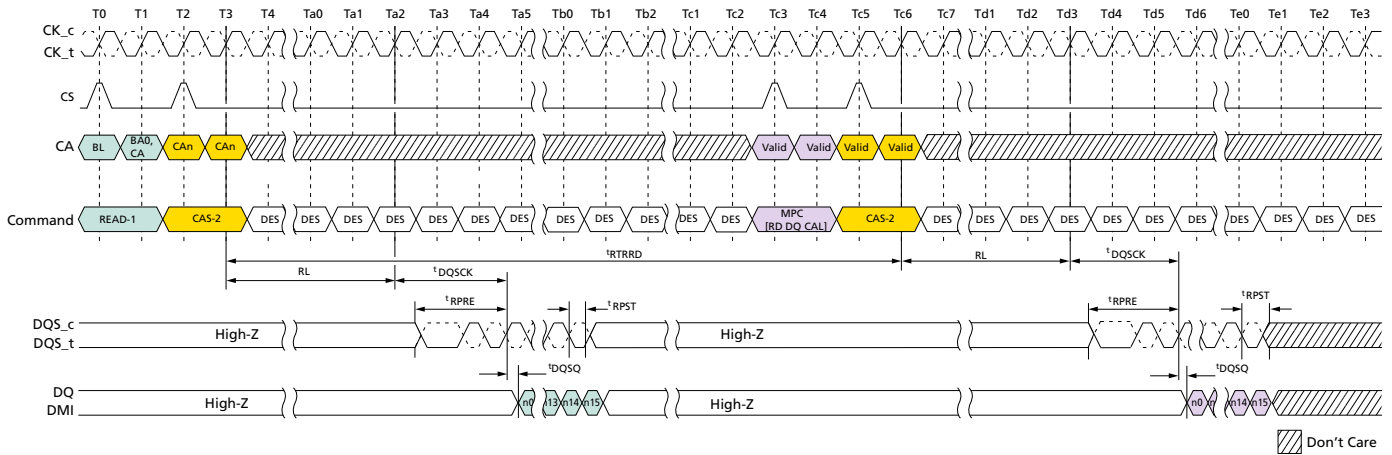 T0 T1 T2 T3 T4 Ta0 Ta1 Ta2 Ta3 Ta4 Ta5 Tb0 Tb1 Tb2 Tc1 Tc2 Tc3 Tc4 Tc5 Tc6 Tc7 Td1 Td2 Td3 Td4 Td5 Td6 Te0 Te1 Te2 Te3
CK_c
CK_t
CS
CA BL BA0, CA CAn CAn Valid Valid Valid Valid
Command READ-1 CAS-2 DES DES DES DES DES DES DES DES DES DES DES DES MPC [RD DQ CAL] CAS-2 DES DES DES DES DES DES DES DES DES DES DES
tRTRRD
RL tDQSCK RL tDQSCK
tRPRE tRPST tRPRE tRPST
DQS_c
DQS_t
High-Z High-Z
tDQSQ tDQSQ
DQ
DMI
High-Z n0 n13 n14 n15 High-Z n0 n n14 n15
Don't Care